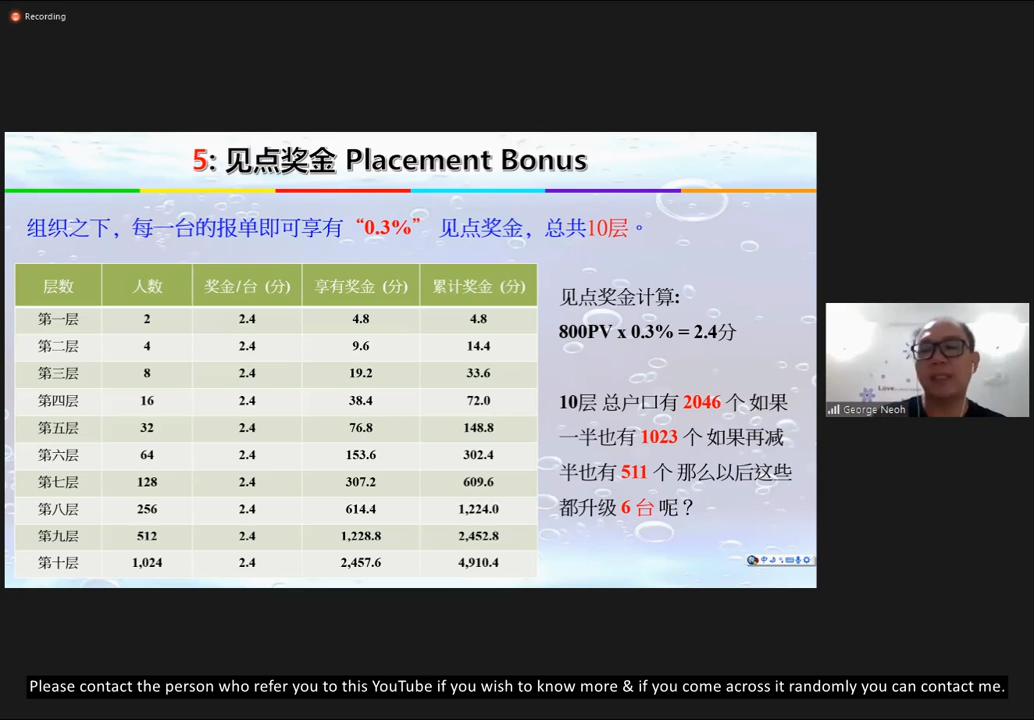 Recording
5: 见点奖金 Placement Bonus
组织之下，每一台的报单即可享有 “0.3%” 见点奖金，总共10层。
层数 人数 奖金/台 (分) 享有奖金 (分) 累计奖金 (分)
第一层 2 2.4 4.8 4.8
第二层 4 2.4 9.6 14.4
第三层 8 2.4 19.2 33.6
第四层 16 2.4 38.4 72.0
第五层 32 2.4 76.8 148.8
第六层 64 2.4 153.6 302.4
第七层 128 2.4 307.2 609.6
第八层 256 2.4 614.4 1,224.0
第九层 512 2.4 1,228.8 2,452.8
第十层 1,024 2.4 2,457.6 4,910.4
见点奖金计算:
800PV x 0.3% = 2.4分
10层 总户口有 2046 个 如果
一半也有 1023 个 如果再减
半也有 511 个 那么以后这些
都升级 6 台 呢？
Love
George Neoh
Please contact the person who refer you to this YouTube if you wish to know more & if you come across it randomly you can contact me.